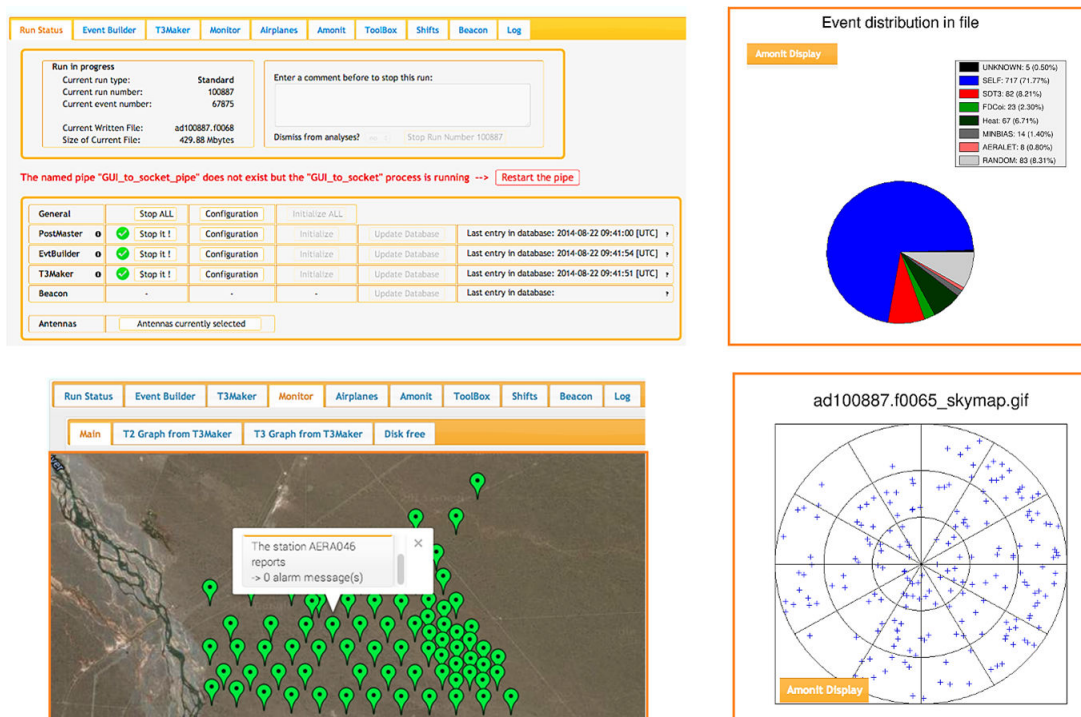 Run Status Event Builder T3Maker Monitor Airplanes Amonit ToolBox Shifts Beacon Log
Run in progress
Current run type: Standard
Current run number: 100887
Current event number: 67875
Current Written File: ad100887.f0068
Size of Current File: 429.88 Mbytes
Enter a comment before to stop this run:
Dismiss from analyses? Stop Run Number 100887
The named pipe "GUI_to_socket_pipe" does not exist but the "GUI_to_socket" process is running --> Restart the pipe
General Stop ALL Configuration Initialize ALL
PostMaster Stop it ! Configuration Initialize Update Database Last entry in database: 2014-08-22 09:41:00 [UTC] ?
EvtBuilder Stop it ! Configuration Initialize Update Database Last entry in database: 2014-08-22 09:41:54 [UTC] ?
T3Maker Stop it ! Configuration Initialize Update Database Last entry in database: 2014-08-22 09:41:51 [UTC] ?
Beacon - - - Update Database Last entry in database: ?
Antennas Antennas currently selected
Event distribution in file
Amonit Display
UNKNOWN: 5 (0.50%)
SELF: 717 (71.77%)
SDT3: 82 (8.21%)
FDCoi: 23 (2.30%)
Heat: 67 (6.71%)
MINBIAS: 14 (1.40%)
AERALET: 8 (0.80%)
RANDOM: 83 (8.31%)
Run Status Event Builder T3Maker Monitor Airplanes Amonit ToolBox Shifts Beacon Log
Main T2 Graph from T3Maker T3 Graph from T3Maker Disk free
The station AERA046
reports
-> 0 alarm message(s)
ad100887.f0065_skymap.gif
Amonit Display